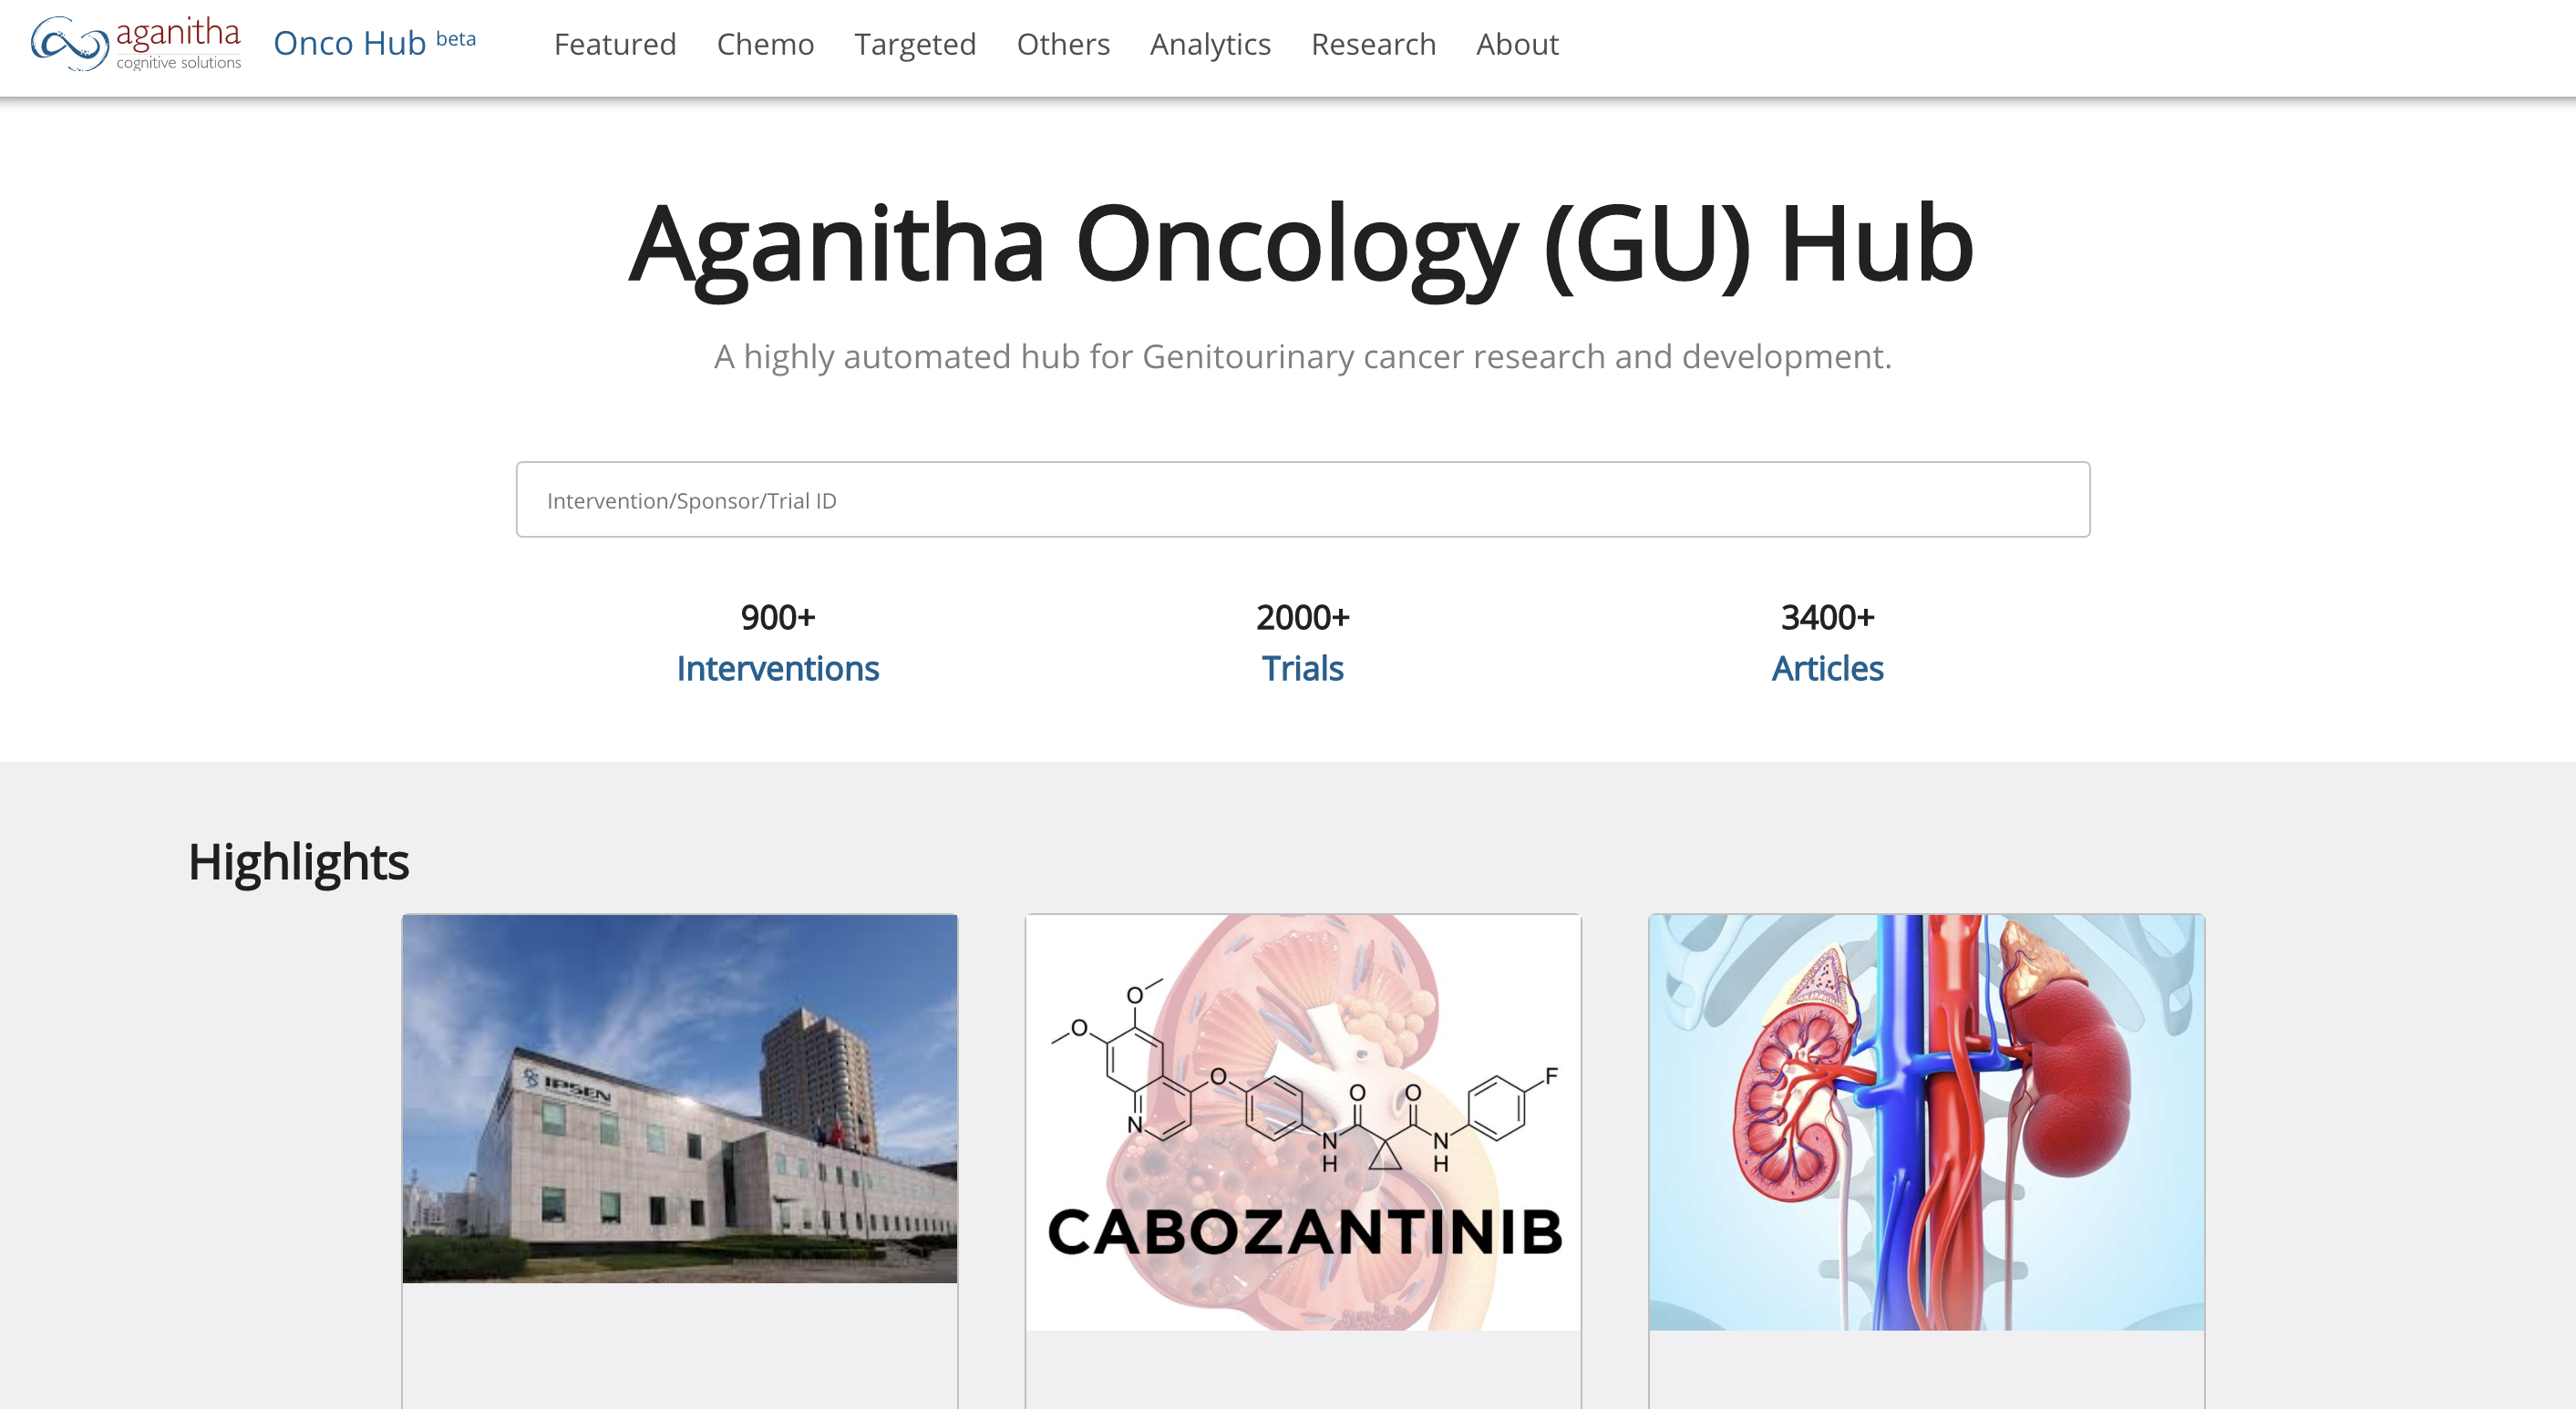 aganitha
cognitive solutions
Onco Hub beta
Featured Chemo Targeted Others Analytics Research About
Aganitha Oncology (GU) Hub
A highly automated hub for Genitourinary cancer research and development.
Intervention/Sponsor/Trial ID
900+ 2000+ 3400+
Interventions Trials Articles
Highlights
IPSEN
O
O
O
N
O O
N H
N H
F
CABOZANTINIB